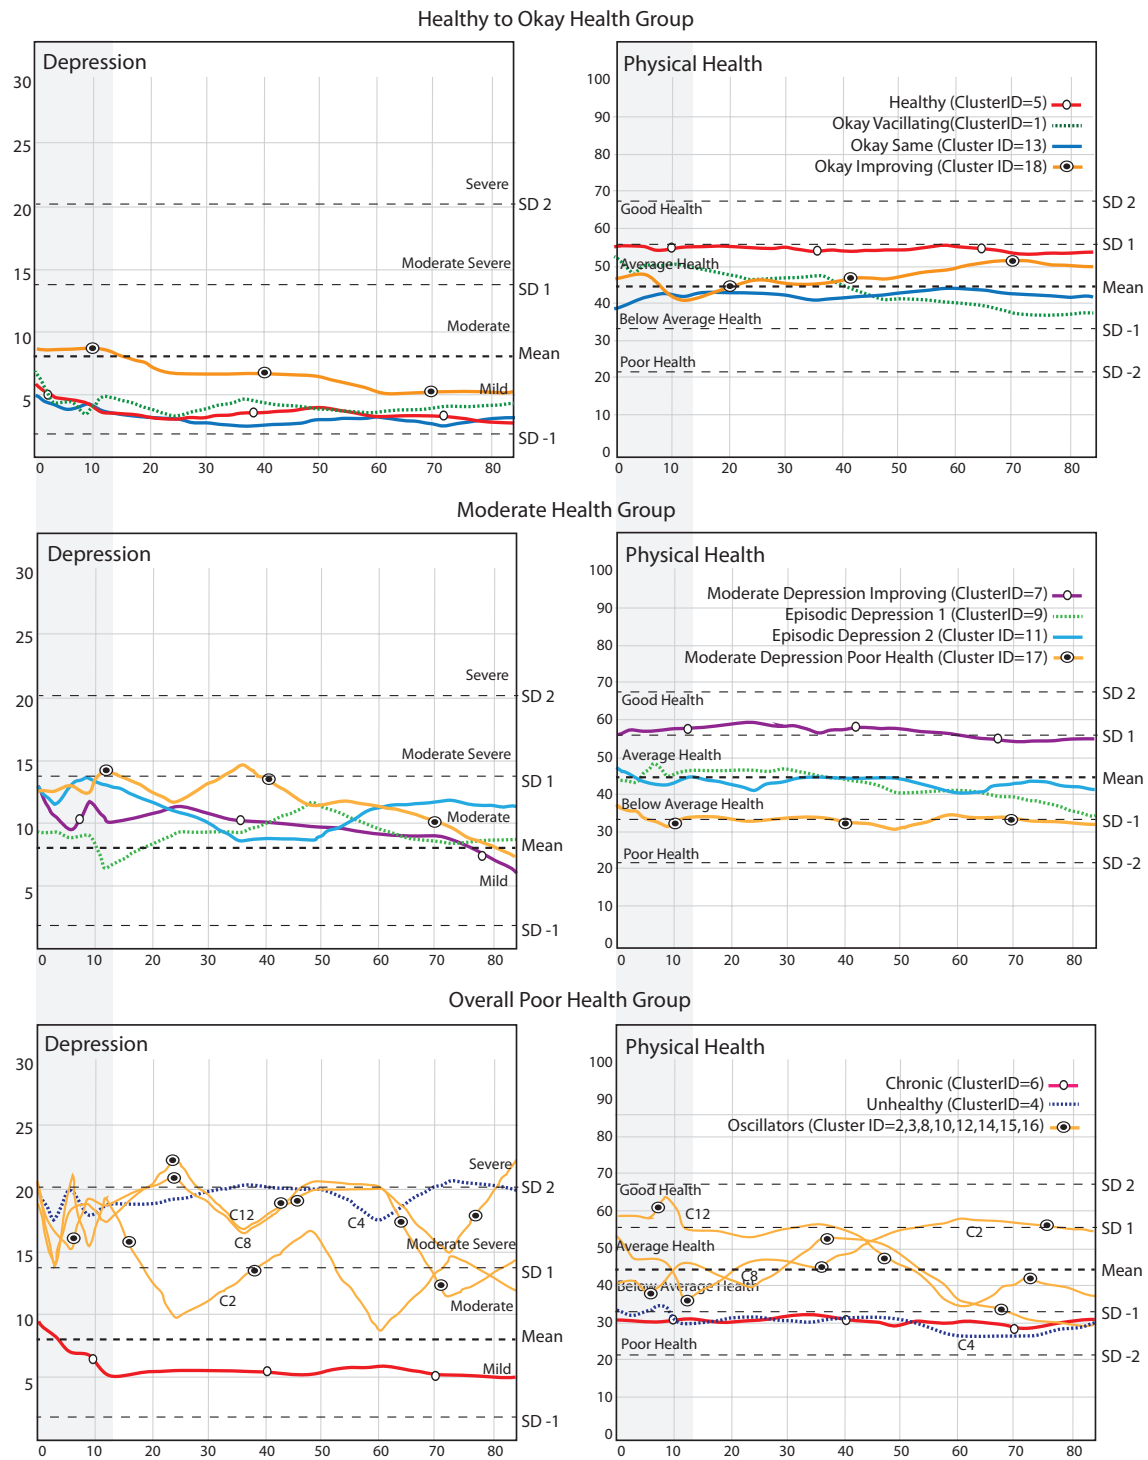 Healthy to Okay Health Group
Depression
30
25
20
15
10
5
0 10 20 30 40 50 60 70 80
Severe
SD 2
Moderate Severe
SD 1
Moderate
Mean
Mild
SD -1
Physical Health
100
90
80
70
60
50
40
30
20
10
0
0 10 20 30 40 50 60 70 80
Healthy (ClusterID=5)
Okay Vacillating(ClusterID=1)
Okay Same (Cluster ID=13)
Okay Improving (Cluster ID=18)
SD 2
Good Health
SD 1
Average Health
Mean
Below Average Health
SD -1
Poor Health
SD -2
Moderate Health Group
Depression
30
25
20
15
10
5
0 10 20 30 40 50 60 70 80
Severe
SD 2
Moderate Severe
SD 1
Moderate
Mean
Mild
SD -1
Physical Health
100
90
80
70
60
50
40
30
20
10
0
0 10 20 30 40 50 60 70 80
Moderate Depression Improving (ClusterID=7)
Episodic Depression 1 (ClusterID=9)
Episodic Depression 2 (Cluster ID=11)
Moderate Depression Poor Health (Cluster ID=17)
SD 2
Good Health
SD 1
Average Health
Mean
Below Average Health
SD -1
Poor Health
SD -2
Overall Poor Health Group
Depression
30
25
20
15
10
5
0 10 20 30 40 50 60 70 80
Severe
SD 2
C12
C4
C8
Moderate Severe
SD 1
C2
Moderate
Mean
Mild
SD -1
Physical Health
100
90
80
70
60
50
40
30
20
10
0
0 10 20 30 40 50 60 70 80
Chronic (ClusterID=6)
Unhealthy (ClusterID=4)
Oscillators (Cluster ID=2,3,8,10,12,14,15,16)
SD 2
Good Health
C12
SD 1
C2
Average Health
Mean
C8
Below Average Health
SD -1
Poor Health
C4
SD -2